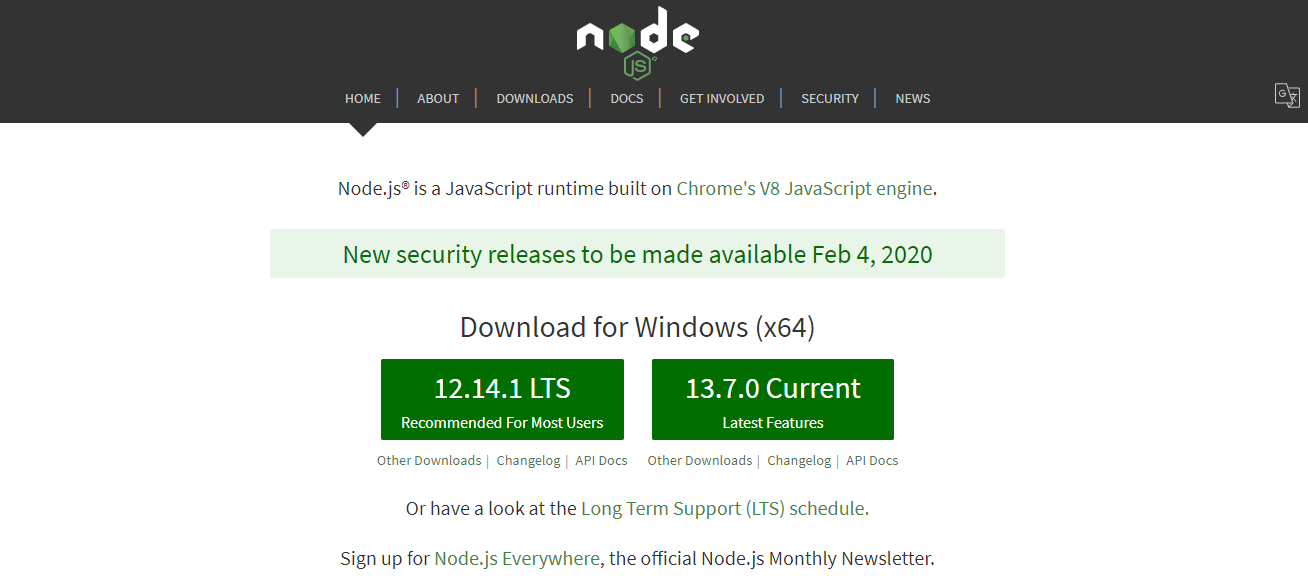 node
JS
HOME | ABOUT | DOWNLOADS | DOCS | GET INVOLVED | SECURITY | NEWS
Node.js® is a JavaScript runtime built on Chrome's V8 JavaScript engine.
New security releases to be made available Feb 4, 2020
Download for Windows (x64)
12.14.1 LTS
Recommended For Most Users
13.7.0 Current
Latest Features
Other Downloads | Changelog | API Docs
Other Downloads | Changelog | API Docs
Or have a look at the Long Term Support (LTS) schedule.
Sign up for Node.js Everywhere, the official Node.js Monthly Newsletter.